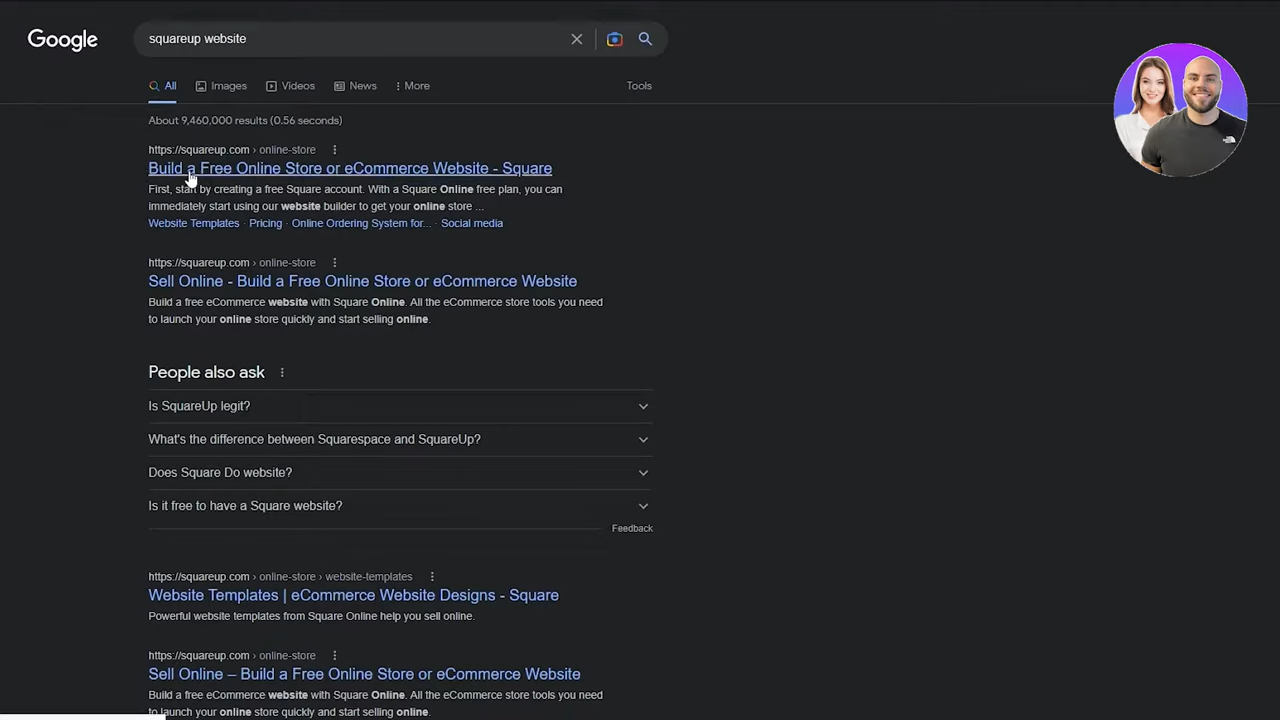 Google
squareup website
All
Images
Videos
News
More
Tools
About 9,460,000 results (0.56 seconds)
https://squareup.com › online-store
Build a Free Online Store or eCommerce Website - Square
First, start by creating a free Square account. With a Square Online free plan, you can
immediately start using our website builder to get your online store ...
Website Templates · Pricing · Online Ordering System for... · Social media
https://squareup.com › online-store
Sell Online - Build a Free Online Store or eCommerce Website
Build a free eCommerce website with Square Online. All the eCommerce store tools you need
to launch your online store quickly and start selling online.
People also ask
Is SquareUp legit?
What's the difference between Squarespace and SquareUp?
Does Square Do website?
Is it free to have a Square website?
Feedback
https://squareup.com › online-store › website-templates
Website Templates | eCommerce Website Designs - Square
Powerful website templates from Square Online help you sell online.
https://squareup.com › online-store
Sell Online – Build a Free Online Store or eCommerce Website
Build a free eCommerce website with Square Online. All the eCommerce store tools you need
to launch your online store quickly and start selling online.